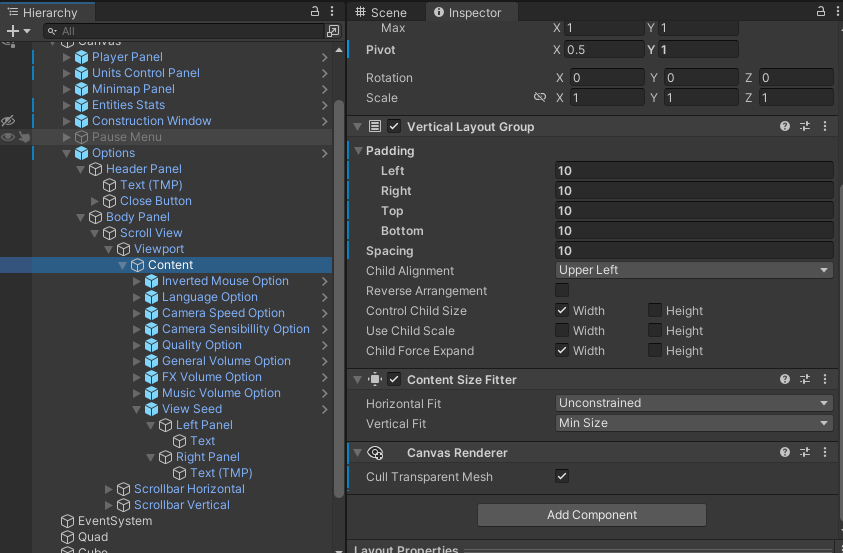 Hierarchy
All
Canvas
Player Panel
Units Control Panel
Minimap Panel
Entities Stats
Construction Window
Pause Menu
Options
Header Panel
Text (TMP)
Close Button
Body Panel
Scroll View
Viewport
Content
Inverted Mouse Option
Language Option
Camera Speed Option
Camera Sensibillity Option
Quality Option
General Volume Option
FX Volume Option
Music Volume Option
View Seed
Left Panel
Text
Right Panel
Text (TMP)
Scrollbar Horizontal
Scrollbar Vertical
EventSystem
Quad
Cube
Scene Inspector
Max X 1 Y 1
Pivot X 0.5 Y 1
Rotation X 0 Y 0 Z 0
Scale X 1 Y 1 Z 1
Vertical Layout Group
Padding
Left 10
Right 10
Top 10
Bottom 10
Spacing 10
Child Alignment Upper Left
Reverse Arrangement
Control Child Size Width Height
Use Child Scale Width Height
Child Force Expand Width Height
Content Size Fitter
Horizontal Fit Unconstrained
Vertical Fit Min Size
Canvas Renderer
Cull Transparent Mesh
Add Component
Layout Properties